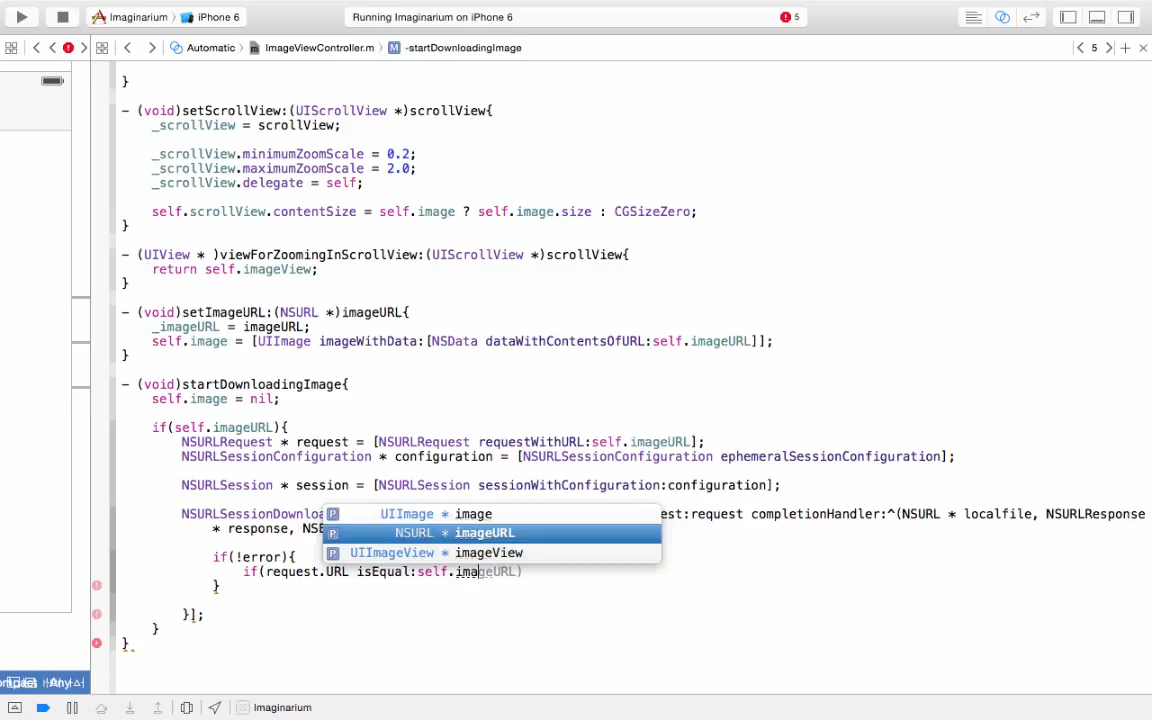 Imaginarium
iPhone 6
Running Imaginarium on iPhone 6
5
Automatic
ImageViewController.m
M
-startDownloadingImage
5
}
- (void)setScrollView:(UIScrollView *)scrollView{
_scrollView = scrollView;
_scrollView.minimumZoomScale = 0.2;
_scrollView.maximumZoomScale = 2.0;
_scrollView.delegate = self;
self.scrollView.contentSize = self.image ? self.image.size : CGSizeZero;
}
- (UIView * )viewForZoomingInScrollView:(UIScrollView *)scrollView{
return self.imageView;
}
- (void)setImageURL:(NSURL *)imageURL{
_imageURL = imageURL;
self.image = [UIImage imageWithData:[NSData dataWithContentsOfURL:self.imageURL]];
}
- (void)startDownloadingImage{
self.image = nil;
if(self.imageURL){
NSURLRequest * request = [NSURLRequest requestWithURL:self.imageURL];
NSURLSessionConfiguration * configuration = [NSURLSessionConfiguration ephemeralSessionConfiguration];
NSURLSession * session = [NSURLSession sessionWithConfiguration:configuration];
NSURLSessionDownloa
est:request completionHandler:^(NSURL * localfile, NSURLResponse
* response, NSE
P UIImage * image
P NSURL * imageURL
P UIImageView * imageView
if(!error){
if(request.URL isEqual:self.imageURL)
}
}];
}
}
Any
Imaginarium